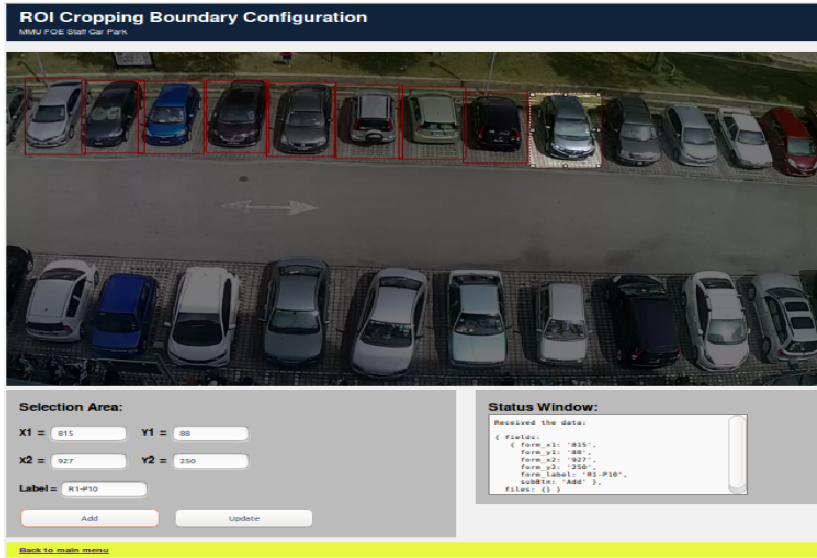 ROI Cropping Boundary Configuration
MMU FOE Staff Car Park
Selection Area:
X1 = 815 Y1 = 88
X2 = 927 Y2 = 250
Label = R1-P10
Add Update
Status Window:
Received the data:
{ fields:
{ form_x1: '815',
form_y1: '88',
form_x2: '927',
form_y2: '250',
form_label: 'R1-P10',
subBtn: 'Add' },
files: {} }
Back to main menu